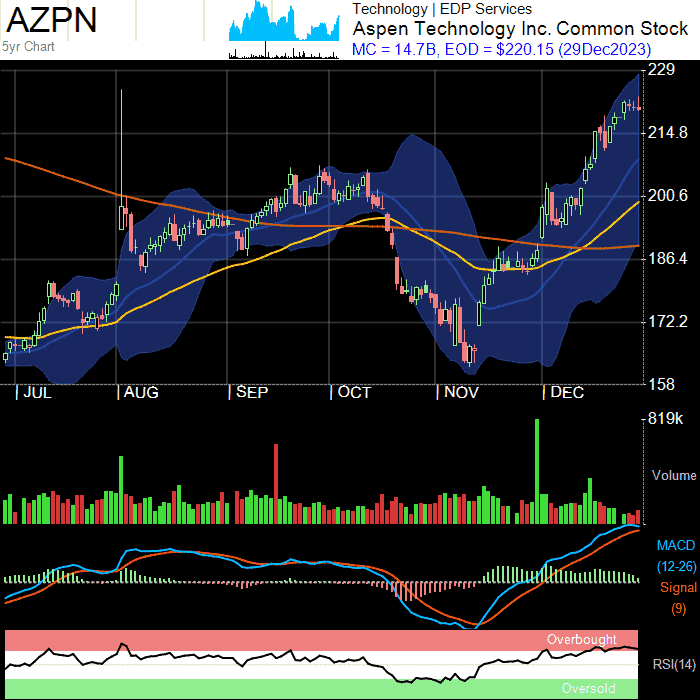 AZPN
5yr Chart
Technology | EDP Services
Aspen Technology Inc. Common Stock
MC = 14.7B, EOD = $220.15 (29Dec2023)
229
214.8
200.6
186.4
172.2
158
JUL AUG SEP OCT NOV DEC
819k
Volume
MACD
(12-26)
Signal
(9)
Overbought
RSI(14)
Oversold